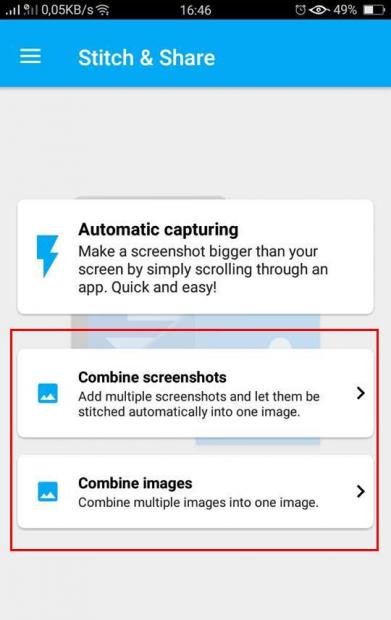 0,05KB/s 16:46 49%
Stitch & Share
Automatic capturing
Make a screenshot bigger than your
screen by simply scrolling through an
app. Quick and easy!
Combine screenshots
Add multiple screenshots and let them be
stitched automatically into one image.
Combine images
Combine multiple images into one image.